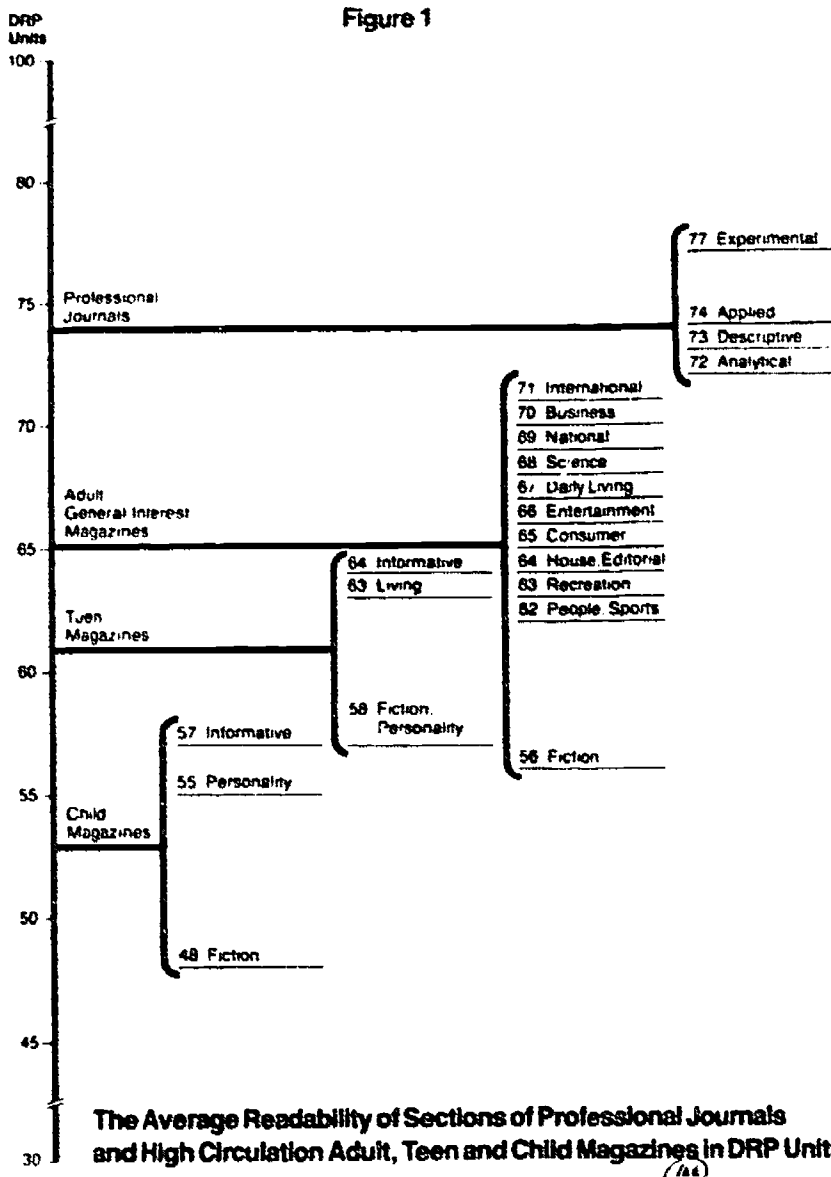 Figure 1
DRP
Units
100
80
75
70
65
60
55
50
45
30
Professional
Journals
77 Experimental
74 Applied
73 Descriptive
72 Analytical
Adult
General Interest
Magazines
71 International
70 Business
69 National
68 Science
67 Daily Living
66 Entertainment
65 Consumer
64 House, Editorial
63 Recreation
62 People, Sports
56 Fiction
Teen
Magazines
64 Informative
63 Living
58 Fiction,
Personality
Child
Magazines
57 Informative
55 Personality
48 Fiction
The Average Readability of Sections of Professional Journals
and High Circulation Adult, Teen and Child Magazines in DRP Unit